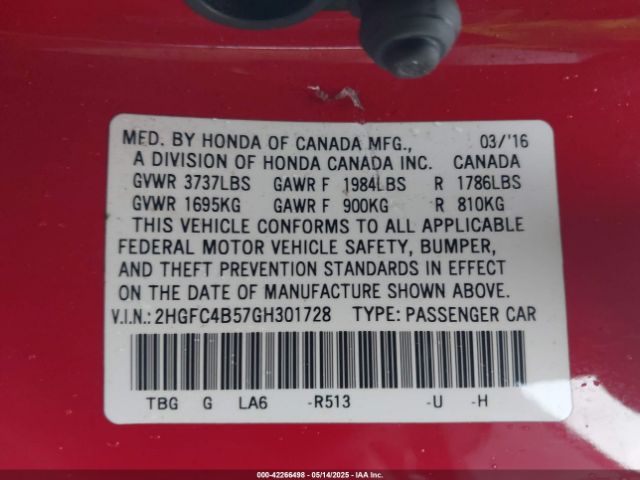 MFD. BY HONDA OF CANADA MFG., 03/'16
A DIVISION OF HONDA CANADA INC. CANADA
GVWR 3737LBS GAWR F 1984LBS R 1786LBS
GVWR 1695KG GAWR F 900KG R 810KG
THIS VEHICLE CONFORMS TO ALL APPLICABLE
FEDERAL MOTOR VEHICLE SAFETY, BUMPER,
AND THEFT PREVENTION STANDARDS IN EFFECT
ON THE DATE OF MANUFACTURE SHOWN ABOVE.
V.I.N.: 2HGFC4B57GH301728 TYPE: PASSENGER CAR
TBG G LA6 -R513 -U -H
000-42266498 - 05/14/2025 - IAA Inc.